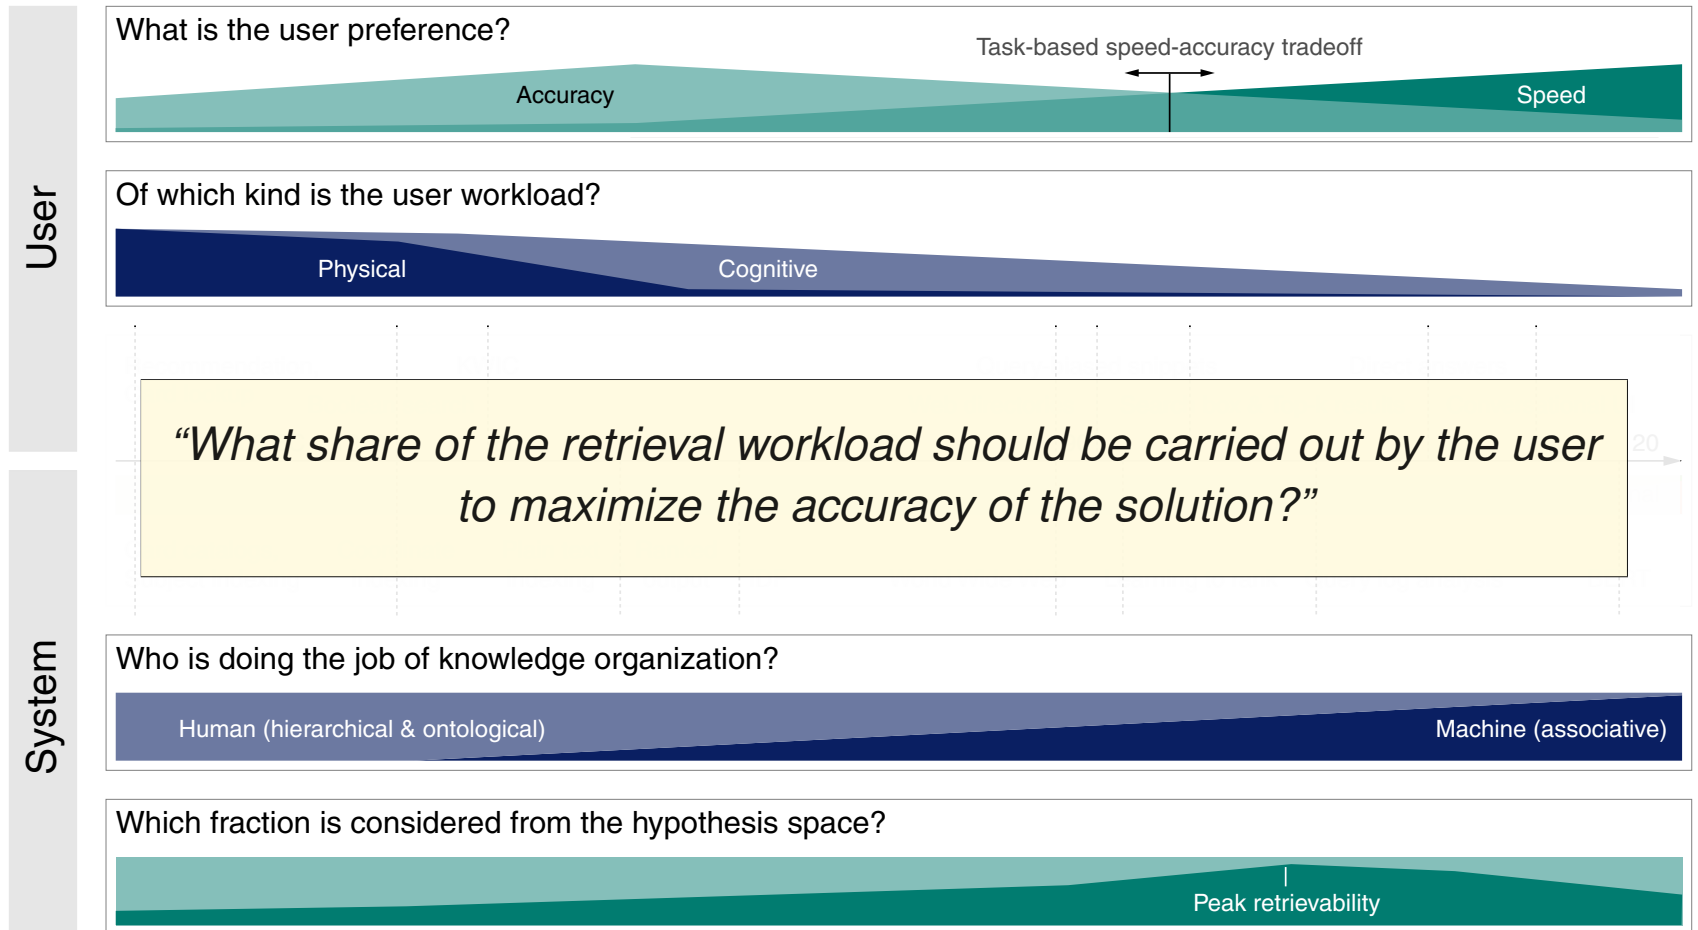 User
What is the user preference?
Task-based speed-accuracy tradeoff
Accuracy
Speed
Of which kind is the user workload?
Physical
Cognitive
“What share of the retrieval workload should be carried out by the user
to maximize the accuracy of the solution?”
20
System
Who is doing the job of knowledge organization?
Human (hierarchical & ontological)
Machine (associative)
Which fraction is considered from the hypothesis space?
Peak retrievability